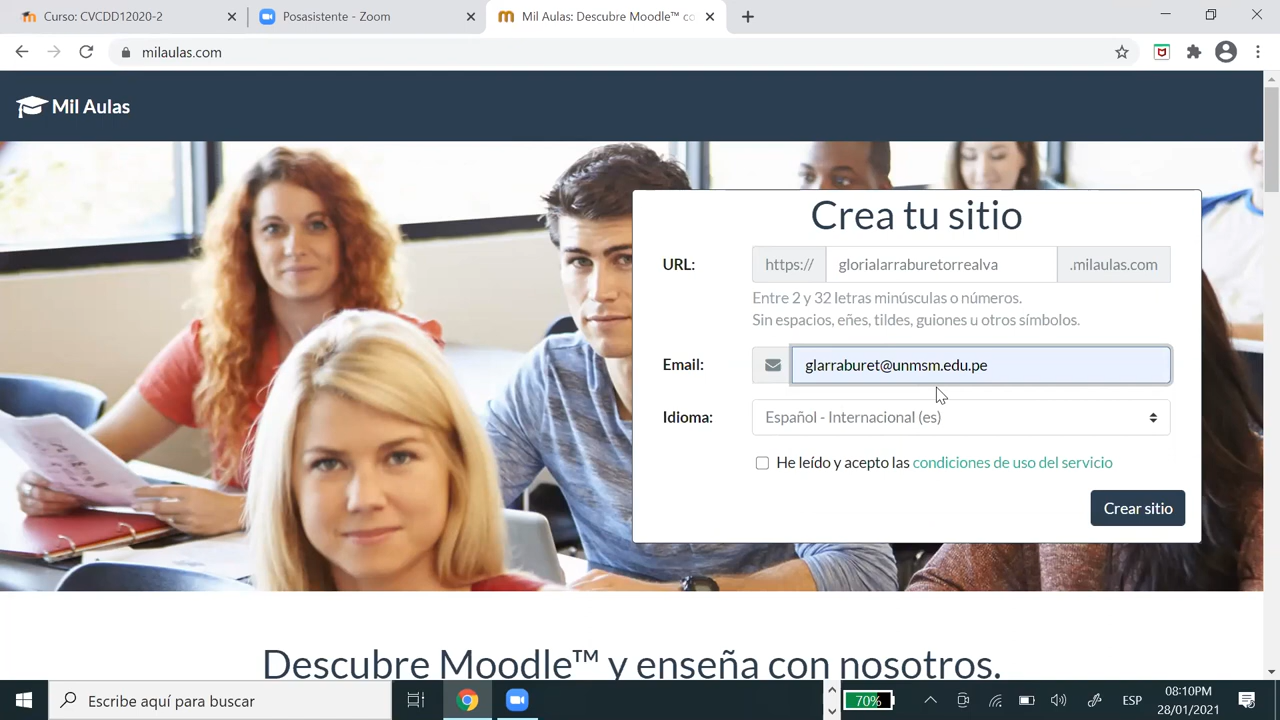 Curso: CVCDD12020-2
Posasistente - Zoom
Mil Aulas: Descubre Moodle™ co
milaulas.com
Mil Aulas
Crea tu sitio
URL: https:// glorialarraburetorrealva .milaulas.com
Entre 2 y 32 letras minúsculas o números.
Sin espacios, eñes, tildes, guiones u otros símbolos.
Email: glarraburet@unmsm.edu.pe
Idioma: Español - Internacional (es)
He leído y acepto las condiciones de uso del servicio
Crear sitio
Descubre Moodle™ y enseña con nosotros.
Escribe aquí para buscar
70%
ESP
08:10PM
28/01/2021